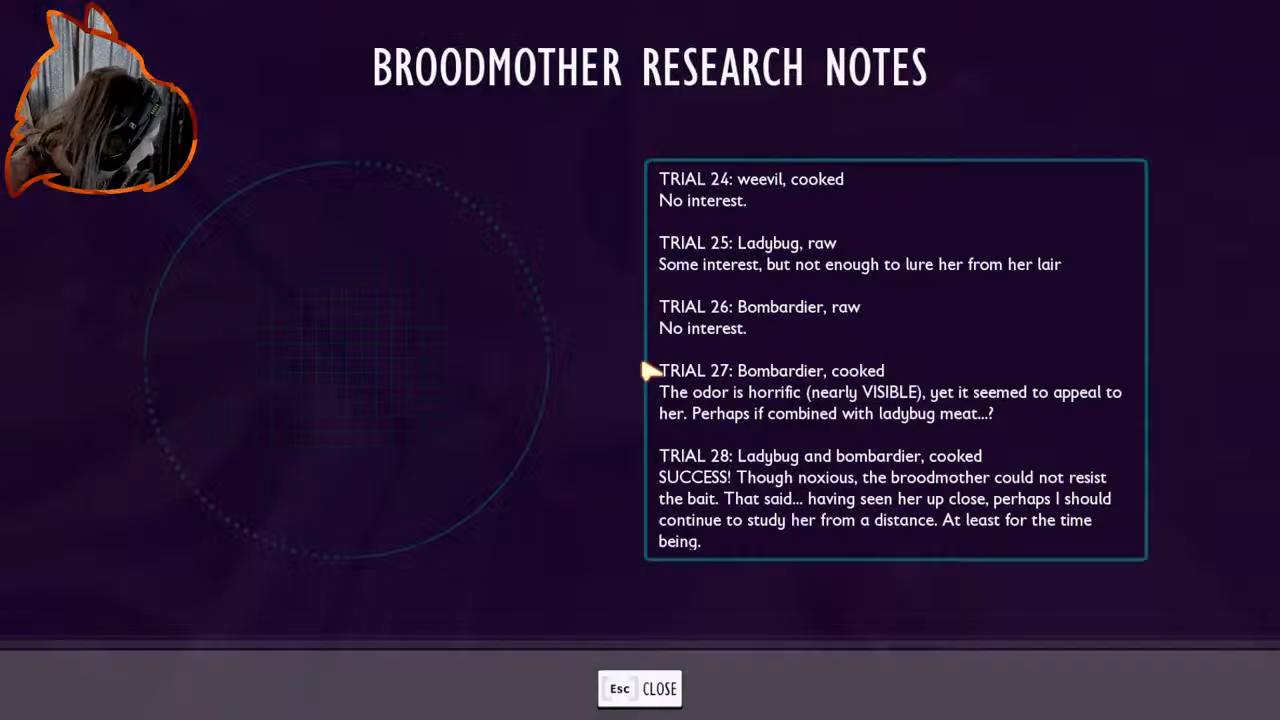 BROODMOTHER RESEARCH NOTES
TRIAL 24: weevil, cooked
No interest.
TRIAL 25: Ladybug, raw
Some interest, but not enough to lure her from her lair
TRIAL 26: Bombardier, raw
No interest.
TRIAL 27: Bombardier, cooked
The odor is horrific (nearly VISIBLE), yet it seemed to appeal to
her. Perhaps if combined with ladybug meat...?
TRIAL 28: Ladybug and bombardier, cooked
SUCCESS! Though noxious, the broodmother could not resist
the bait. That said... having seen her up close, perhaps I should
continue to study her from a distance. At least for the time
being.
Esc CLOSE